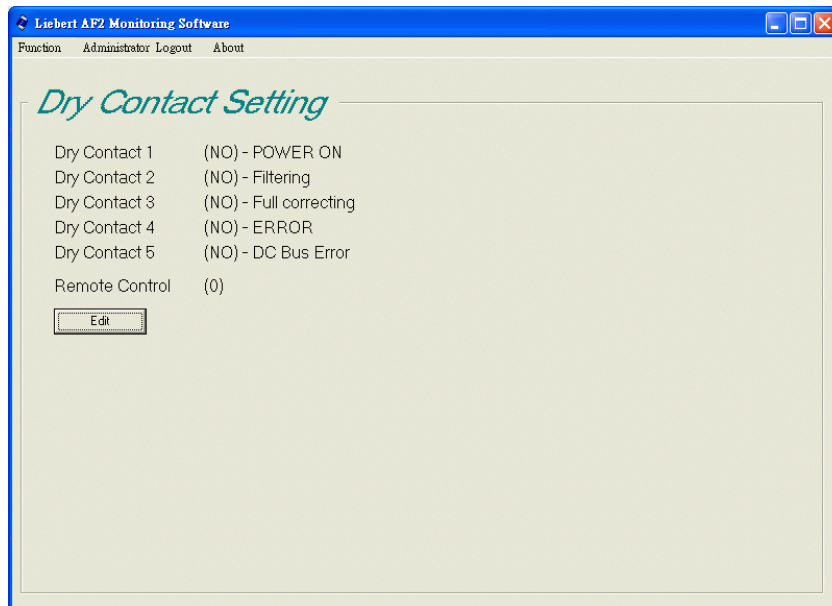 Liebert AF2 Monitoring Software
Function Administrator Logout About
Dry Contact Setting
Dry Contact 1 (NO) - POWER ON
Dry Contact 2 (NO) - Filtering
Dry Contact 3 (NO) - Full correcting
Dry Contact 4 (NO) - ERROR
Dry Contact 5 (NO) - DC Bus Error
Remote Control (0)
Edit